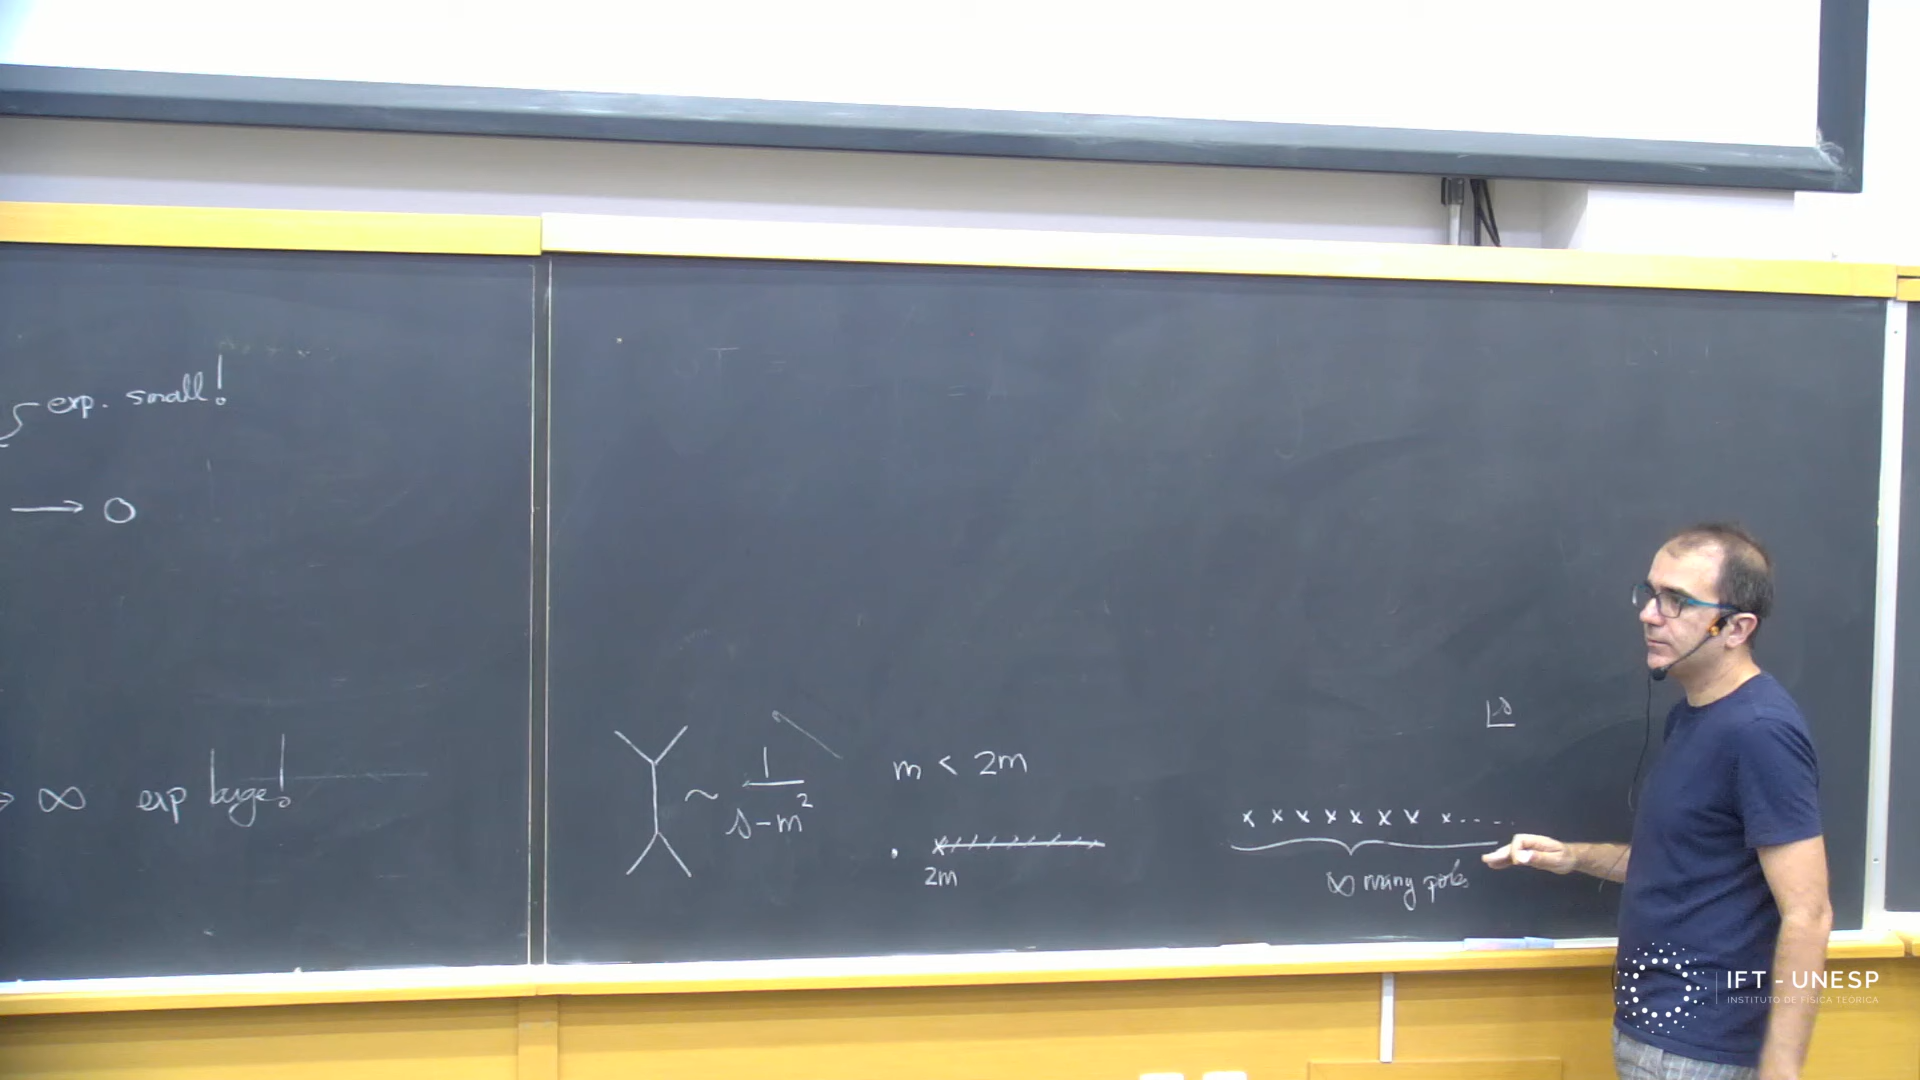 exp. small!
→ 0
→ ∞ exp large!
~ 1/(s-m²)
m < 2m
2m
s
x x x x x x x x....
∞ many poles
IFT - UNESP
INSTITUTO DE FÍSICA TEÓRICA